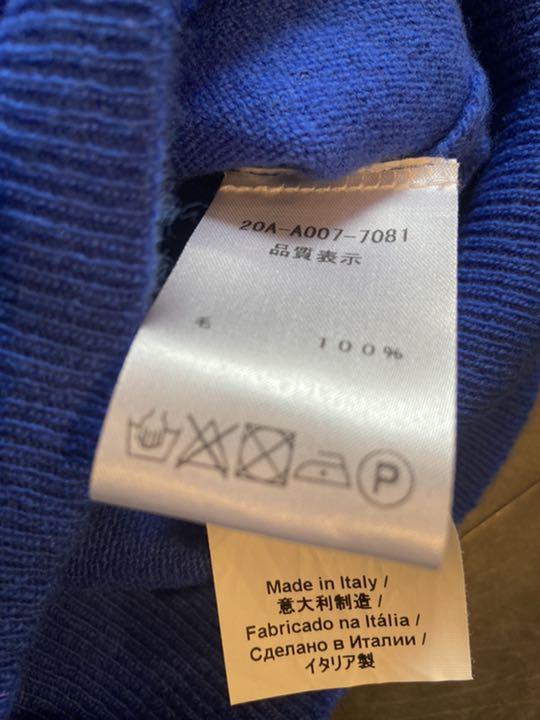 20A-A007-7081
品質表示
毛 100%
P
Made in Italy /
意大利制造 /
Fabricado na Itália /
Сделано в Италии /
イタリア製